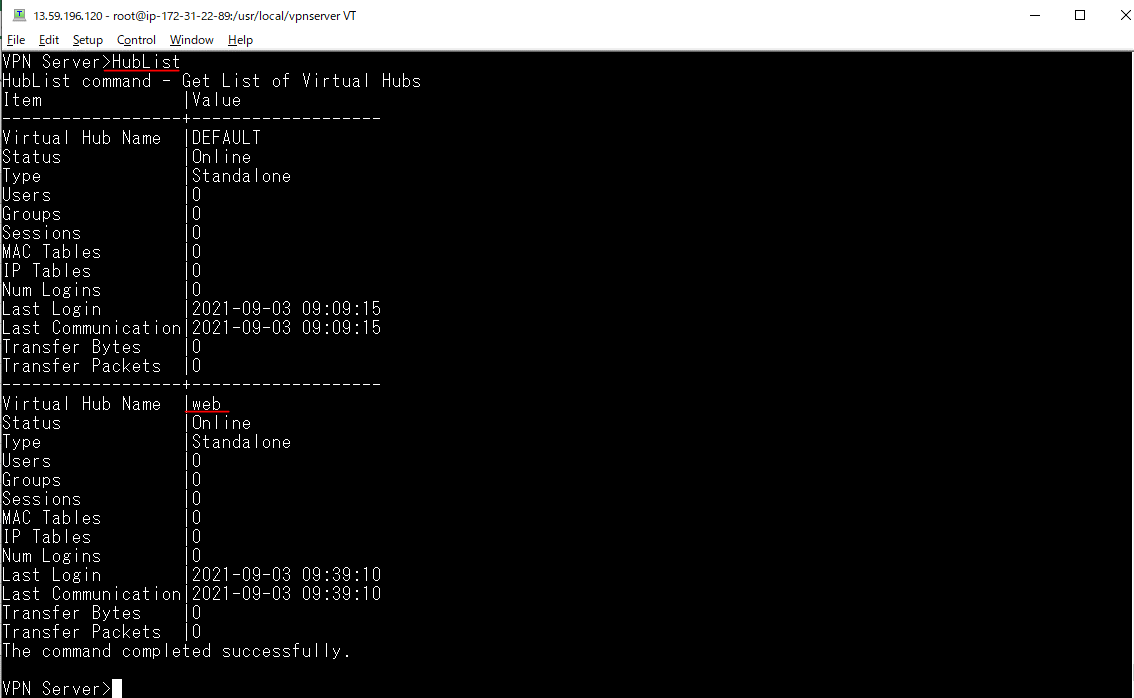 13.59.196.120 - root@ip-172-31-22-89:/usr/local/vpnserver VT
File Edit Setup Control Window Help
VPN Server>HubList
HubList command - Get List of Virtual Hubs
Item              |Value
------------------+-------------------
Virtual Hub Name  |DEFAULT
Status            |Online
Type              |Standalone
Users             |0
Groups            |0
Sessions          |0
MAC Tables        |0
IP Tables         |0
Num Logins        |0
Last Login        |2021-09-03 09:09:15
Last Communication|2021-09-03 09:09:15
Transfer Bytes    |0
Transfer Packets  |0
------------------+-------------------
Virtual Hub Name  |web
Status            |Online
Type              |Standalone
Users             |0
Groups            |0
Sessions          |0
MAC Tables        |0
IP Tables         |0
Num Logins        |0
Last Login        |2021-09-03 09:39:10
Last Communication|2021-09-03 09:39:10
Transfer Bytes    |0
Transfer Packets  |0
The command completed successfully.
VPN Server>